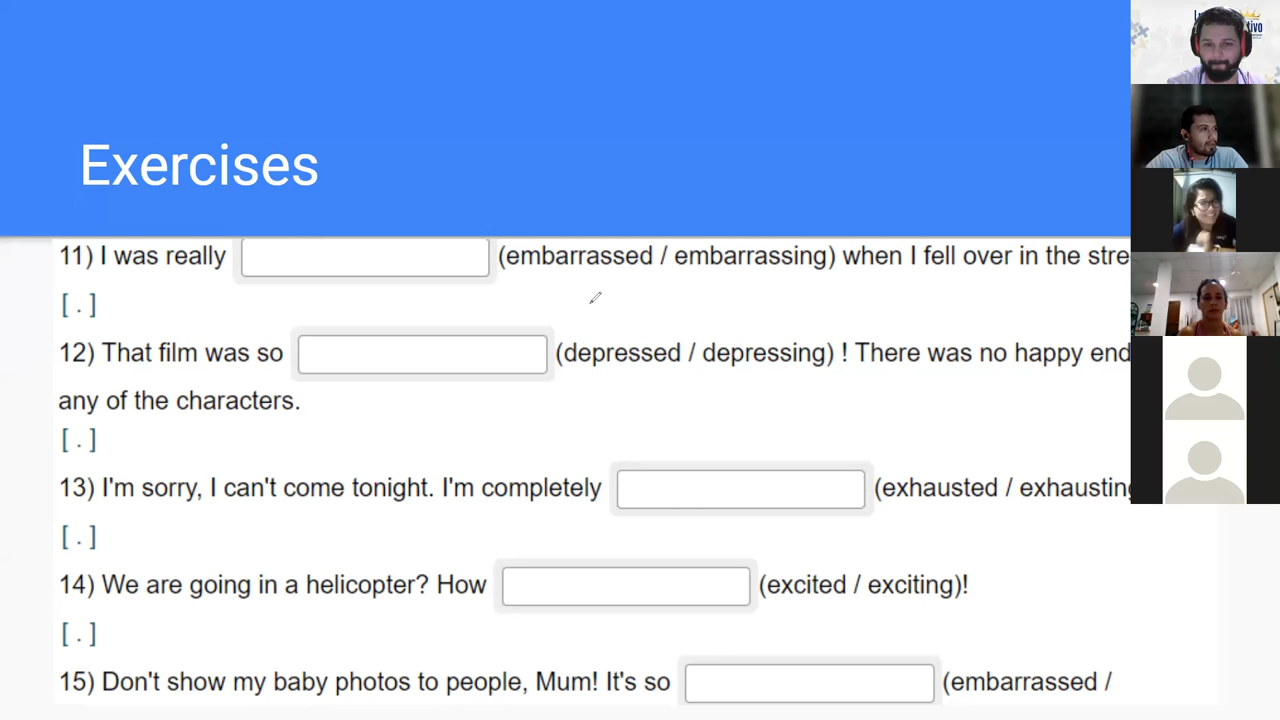 Exercises
11) I was really (embarrassed / embarrassing) when I fell over in the stre
[ . ]
12) That film was so (depressed / depressing) ! There was no happy end
any of the characters.
[ . ]
13) I'm sorry, I can't come tonight. I'm completely (exhausted / exhausting
[ . ]
14) We are going in a helicopter? How (excited / exciting)!
[ . ]
15) Don't show my baby photos to people, Mum! It's so (embarrassed /